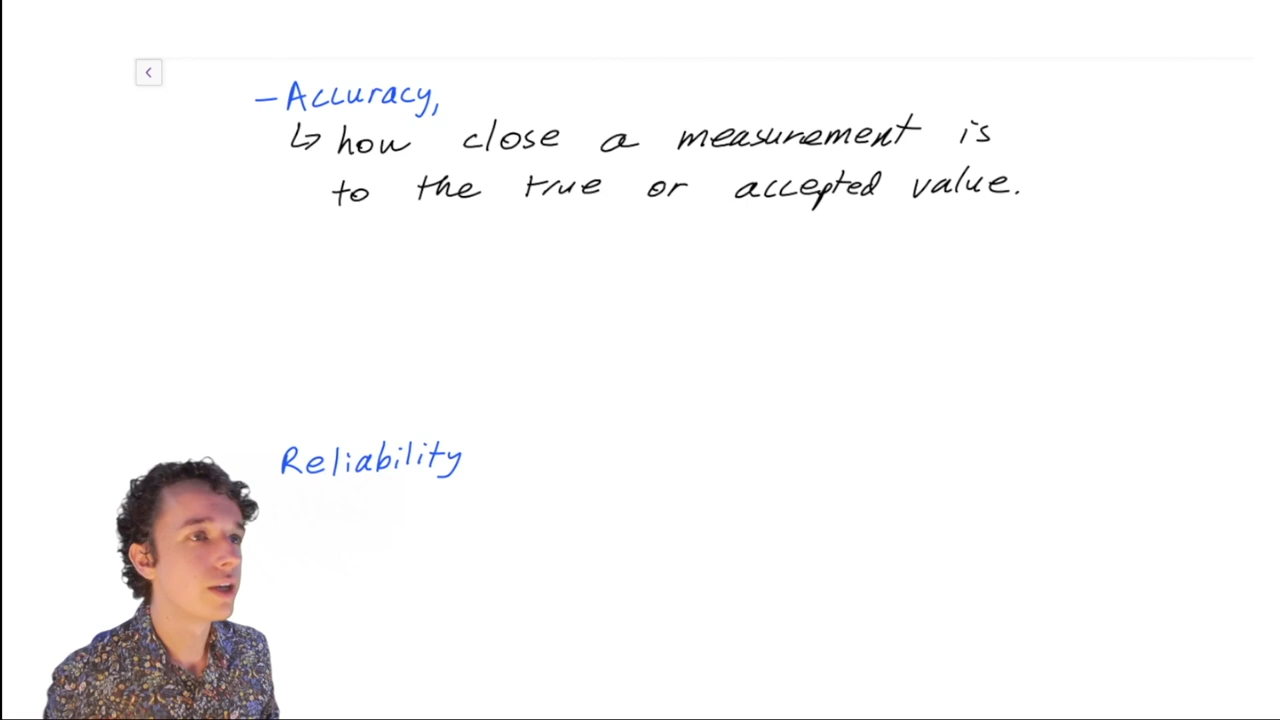 - Accuracy,
↳ how close a measurement is
to the true or accepted value.
Reliability